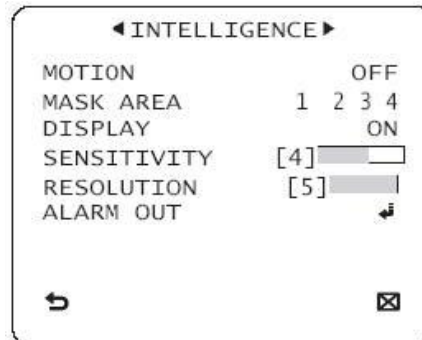 ◀INTELLIGENCE▶
MOTION OFF
MASK AREA 1 2 3 4
DISPLAY ON
SENSITIVITY [4]
RESOLUTION [5]
ALARM OUT